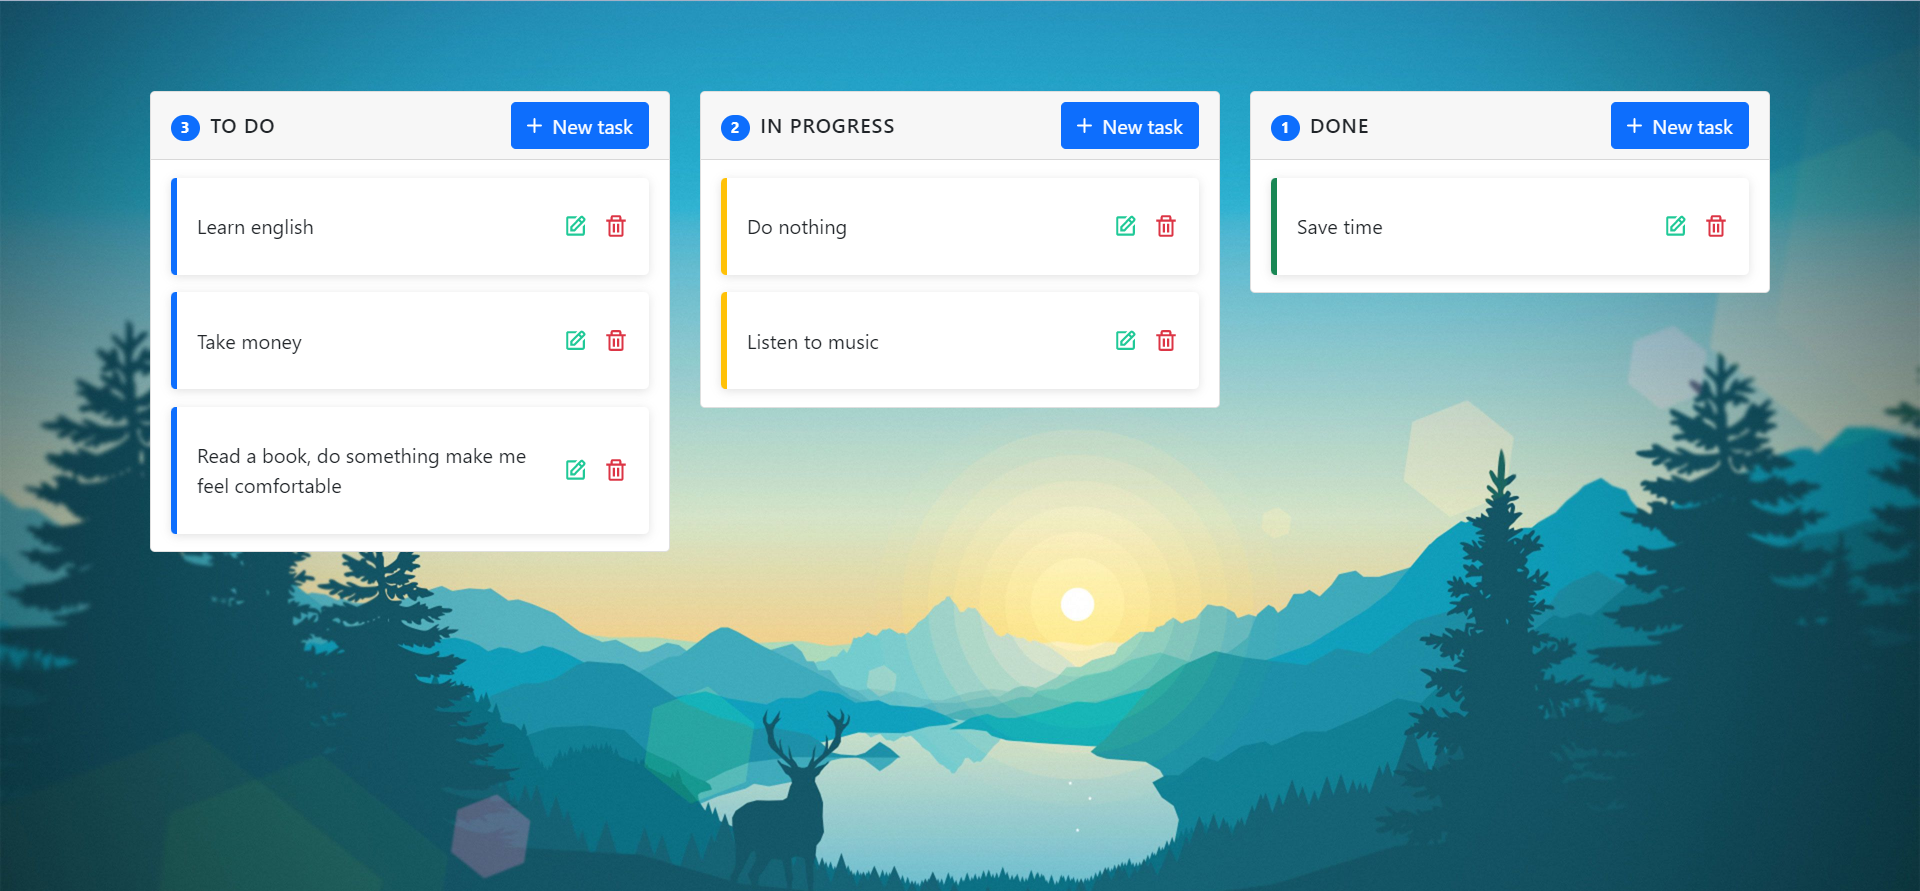 3 TO DO
+ New task
Learn english
Take money
Read a book, do something make me
feel comfortable
2 IN PROGRESS
+ New task
Do nothing
Listen to music
1 DONE
+ New task
Save time